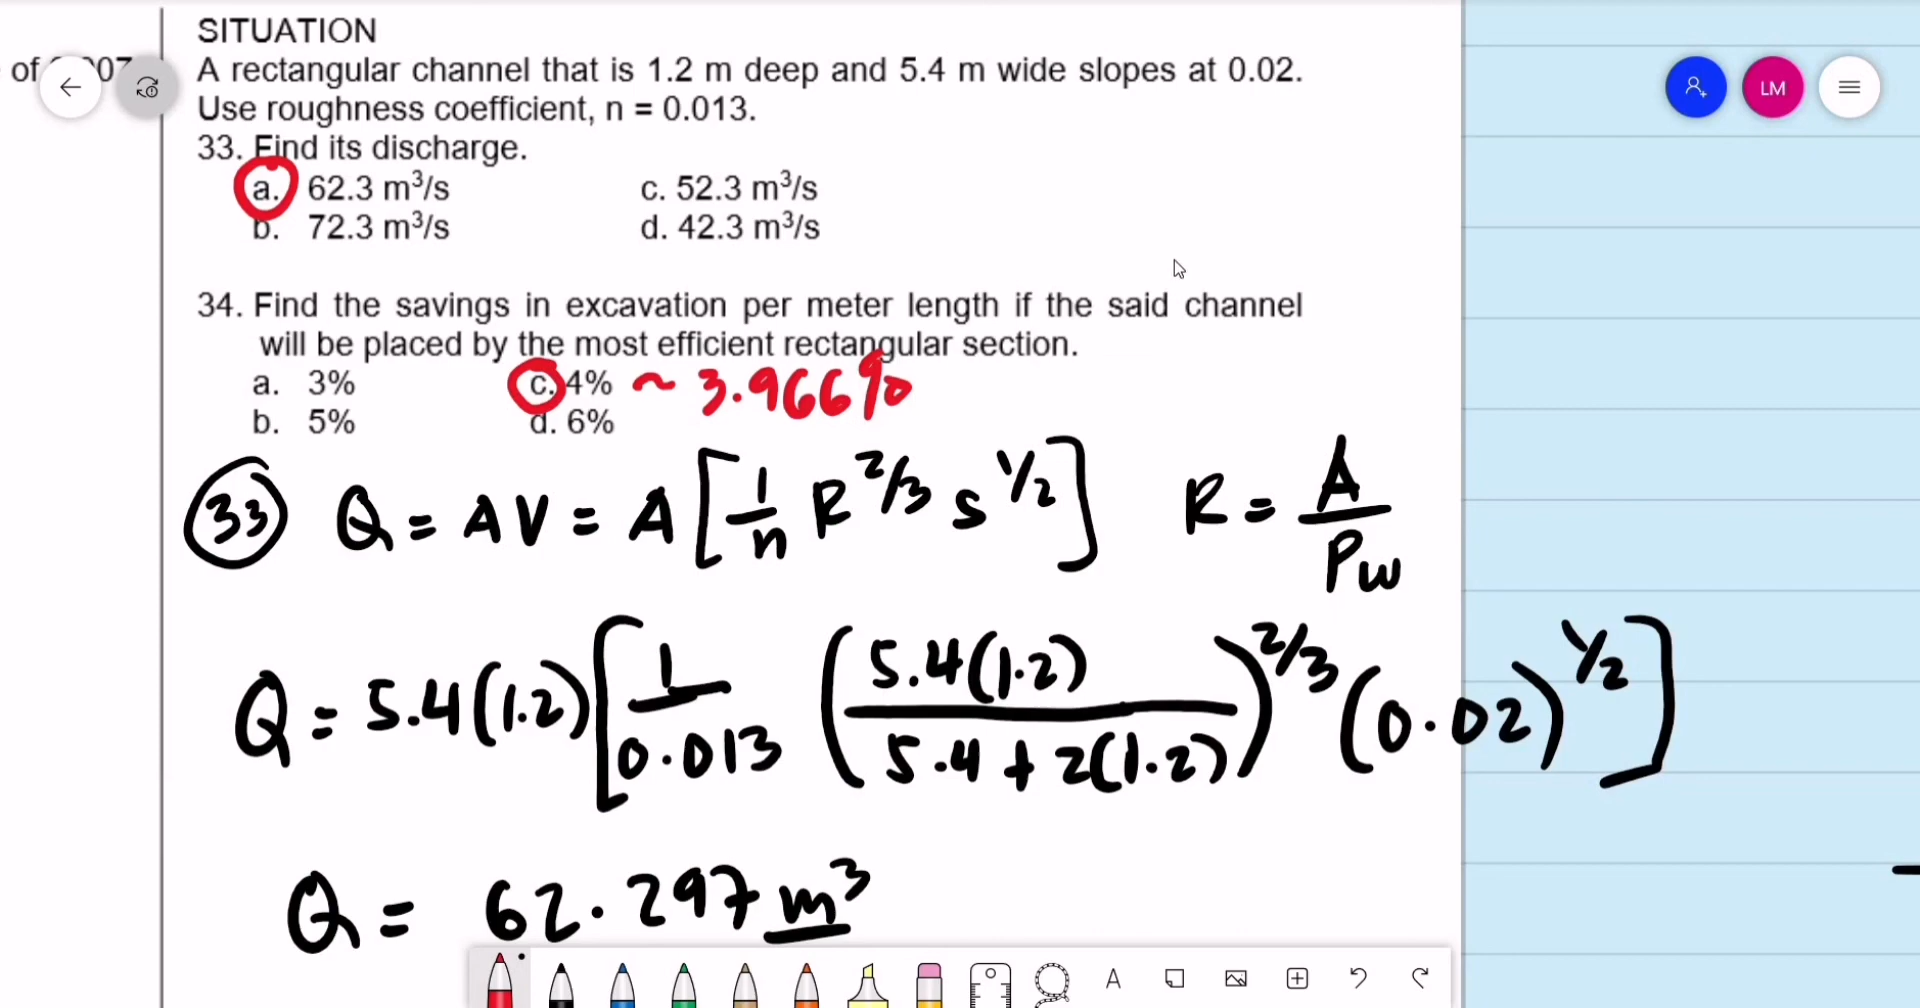 SITUATION
of 2007
A rectangular channel that is 1.2 m deep and 5.4 m wide slopes at 0.02.
Use roughness coefficient, n = 0.013.
33. Find its discharge.
a. 62.3 m³/s c. 52.3 m³/s
b. 72.3 m³/s d. 42.3 m³/s
34. Find the savings in excavation per meter length if the said channel
will be placed by the most efficient rectangular section.
a. 3% c. 4% ~ 3.966%
b. 5% d. 6%
33 Q = AV = A [ 1/n R^2/3 s^1/2 ] R = A/Pw
Q = 5.4(1.2) [ 1/0.013 ( 5.4(1.2) / 5.4 + 2(1.2) )^2/3 (0.02)^1/2 ]
Q = 62.297 m³
LM
A